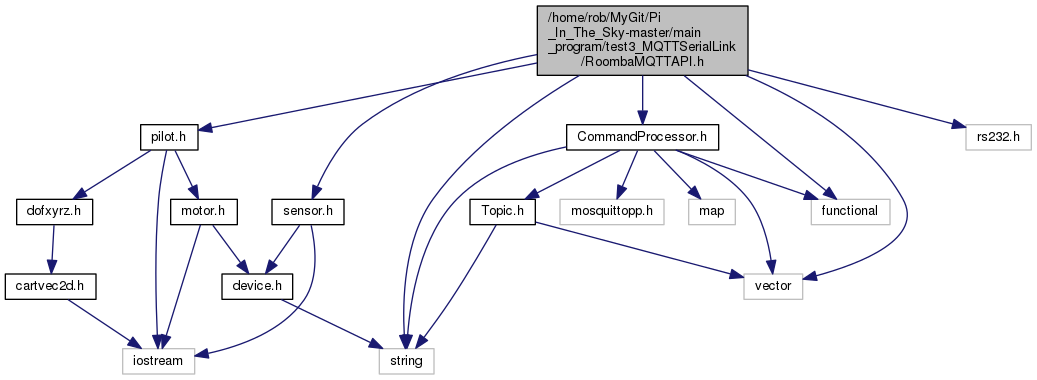 /home/rob/MyGit/Pi
_In_The_Sky-master/main
_program/test3_MQTTSerialLink
/RoombaMQTTAPI.h
pilot.h
CommandProcessor.h
rs232.h
dofxyrz.h
motor.h
sensor.h
Topic.h
mosquittopp.h
map
functional
cartvec2d.h
device.h
vector
iostream
string